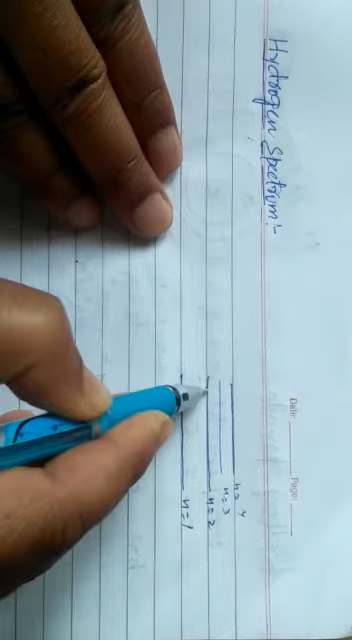 Date: Page:
Hydrogen Spectrum:-
n=4
n=3
n=2
n=1